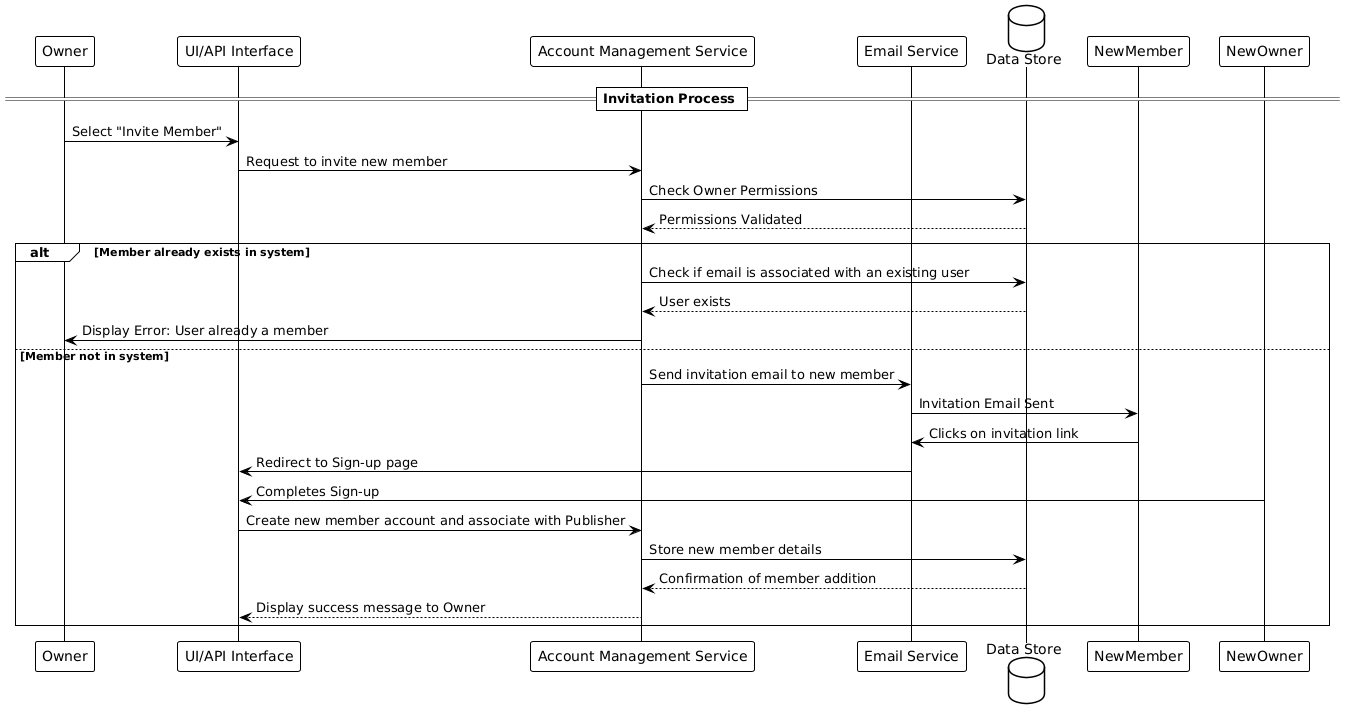 Owner
UI/API Interface
Account Management Service
Email Service
Data Store
NewMember
NewOwner
Invitation Process
Select "Invite Member"
Request to invite new member
Check Owner Permissions
Permissions Validated
alt
[Member already exists in system]
Check if email is associated with an existing user
User exists
Display Error: User already a member
[Member not in system]
Send invitation email to new member
Invitation Email Sent
Clicks on invitation link
Redirect to Sign-up page
Completes Sign-up
Create new member account and associate with Publisher
Store new member details
Confirmation of member addition
Display success message to Owner
Owner
UI/API Interface
Account Management Service
Email Service
Data Store
NewMember
NewOwner